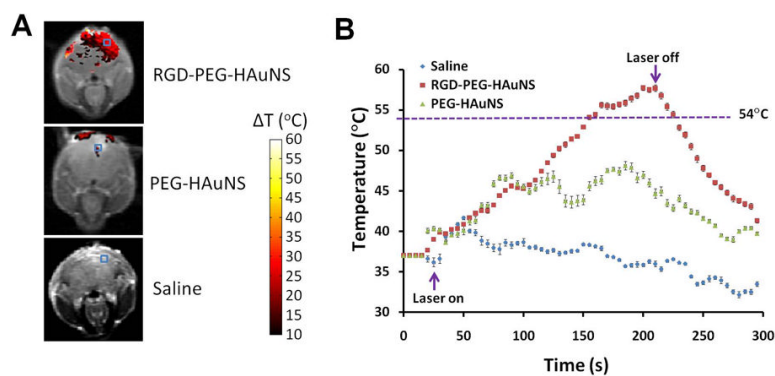 A
RGD-PEG-HAuNS
PEG-HAuNS
Saline
ΔT (°C)
60
55
50
45
40
35
30
25
20
15
10
B
Saline
RGD-PEG-HAuNS
PEG-HAuNS
Laser off
54°C
Laser on
Temperature (°C)
60
55
50
45
40
35
30
0
50
100
150
200
250
300
Time (s)